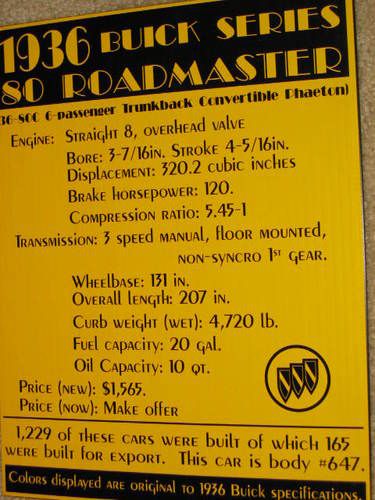 1936 BUICK SERIES
80 ROADMASTER
(36-80C 6-passenger Trunkback Convertible Phaeton)
Engine: Straight 8, overhead valve
Bore: 3-7/16in. Stroke 4-5/16in.
Displacement: 320.2 cubic inches
Brake horsepower: 120.
Compression ratio: 5.45-1
Transmission: 3 speed manual, floor mounted,
non-syncro 1st gear.
Wheelbase: 131 in.
Overall length: 207 in.
Curb weight (wet): 4,720 lb.
Fuel capacity: 20 gal.
Oil Capacity: 10 qt.
Price (new): $1,565.
Price (now): Make offer
1,229 of these cars were built of which 165
were built for export. This car is body #647.
Colors displayed are original to 1936 Buick specifications.